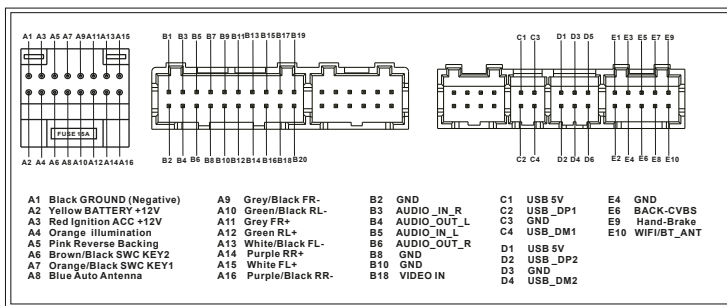 A1 A3 A5 A7 A9 A11 A13 A15
B1 B3 B5 B7 B9 B11 B13 B15 B17 B19
C1 C3 D1 D3 D5 E1 E3 E5 E7 E9
FUSE 15A
A2 A4 A6 A8 A10 A12 A14 A16
B2 B4 B6 B8 B10 B12 B14 B16 B18 B20
C2 C4 D2 D4 D6 E2 E4 E6 E8 E10
A1 Black GROUND (Negative)
A2 Yellow BATTERY +12V
A3 Red Ignition ACC +12V
A4 Orange illumination
A5 Pink Reverse Backing
A6 Brown/Black SWC KEY2
A7 Orange/Black SWC KEY1
A8 Blue Auto Antenna
A9 Grey/Black FR-
A10 Green/Black RL-
A11 Grey FR+
A12 Green RL+
A13 White/Black FL-
A14 Purple RR+
A15 White FL+
A16 Purple/Black RR-
B2 GND
B3 AUDIO_IN_R
B4 AUDIO_OUT_L
B5 AUDIO_IN_L
B6 AUDIO_OUT_R
B8 GND
B10 GND
B18 VIDEO IN
C1 USB 5V
C2 USB_DP1
C3 GND
C4 USB_DM1
D1 USB 5V
D2 USB_DP2
D3 GND
D4 USB_DM2
E4 GND
E6 BACK-CVBS
E9 Hand-Brake
E10 WIFI/BT_ANT